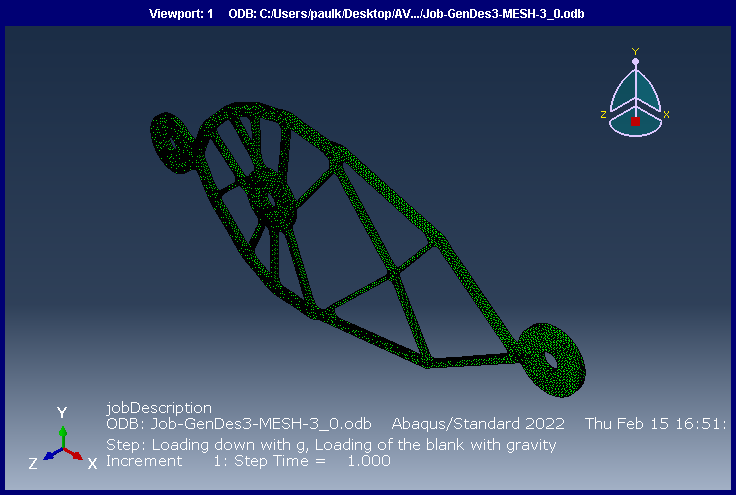 Viewport: 1 ODB: C:/Users/paulk/Desktop/AV.../Job-GenDes3-MESH-3_0.odb
Y
Z X
jobDescription
ODB: Job-GenDes3-MESH-3_0.odb Abaqus/Standard 2022 Thu Feb 15 16:51:
Step: Loading down with g, Loading of the blank with gravity
Increment 1: Step Time = 1.000
Y
Z X